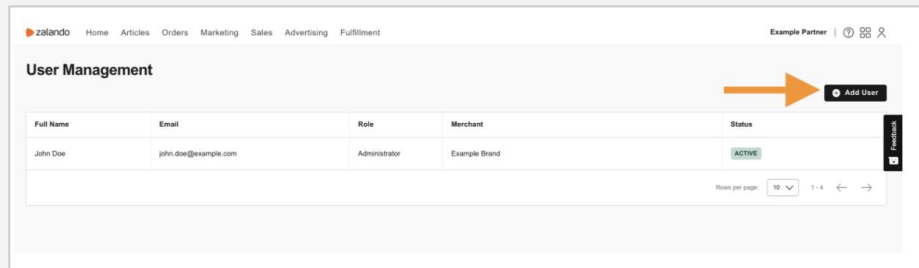 zalando Home Articles Orders Marketing Sales Advertising Fulfillment Example Partner |
User Management
Add User
Full Name Email Role Merchant Status
John Doe john.doe@example.com Administrator Example Brand ACTIVE
Feedback
Rows per page: 10 1-4